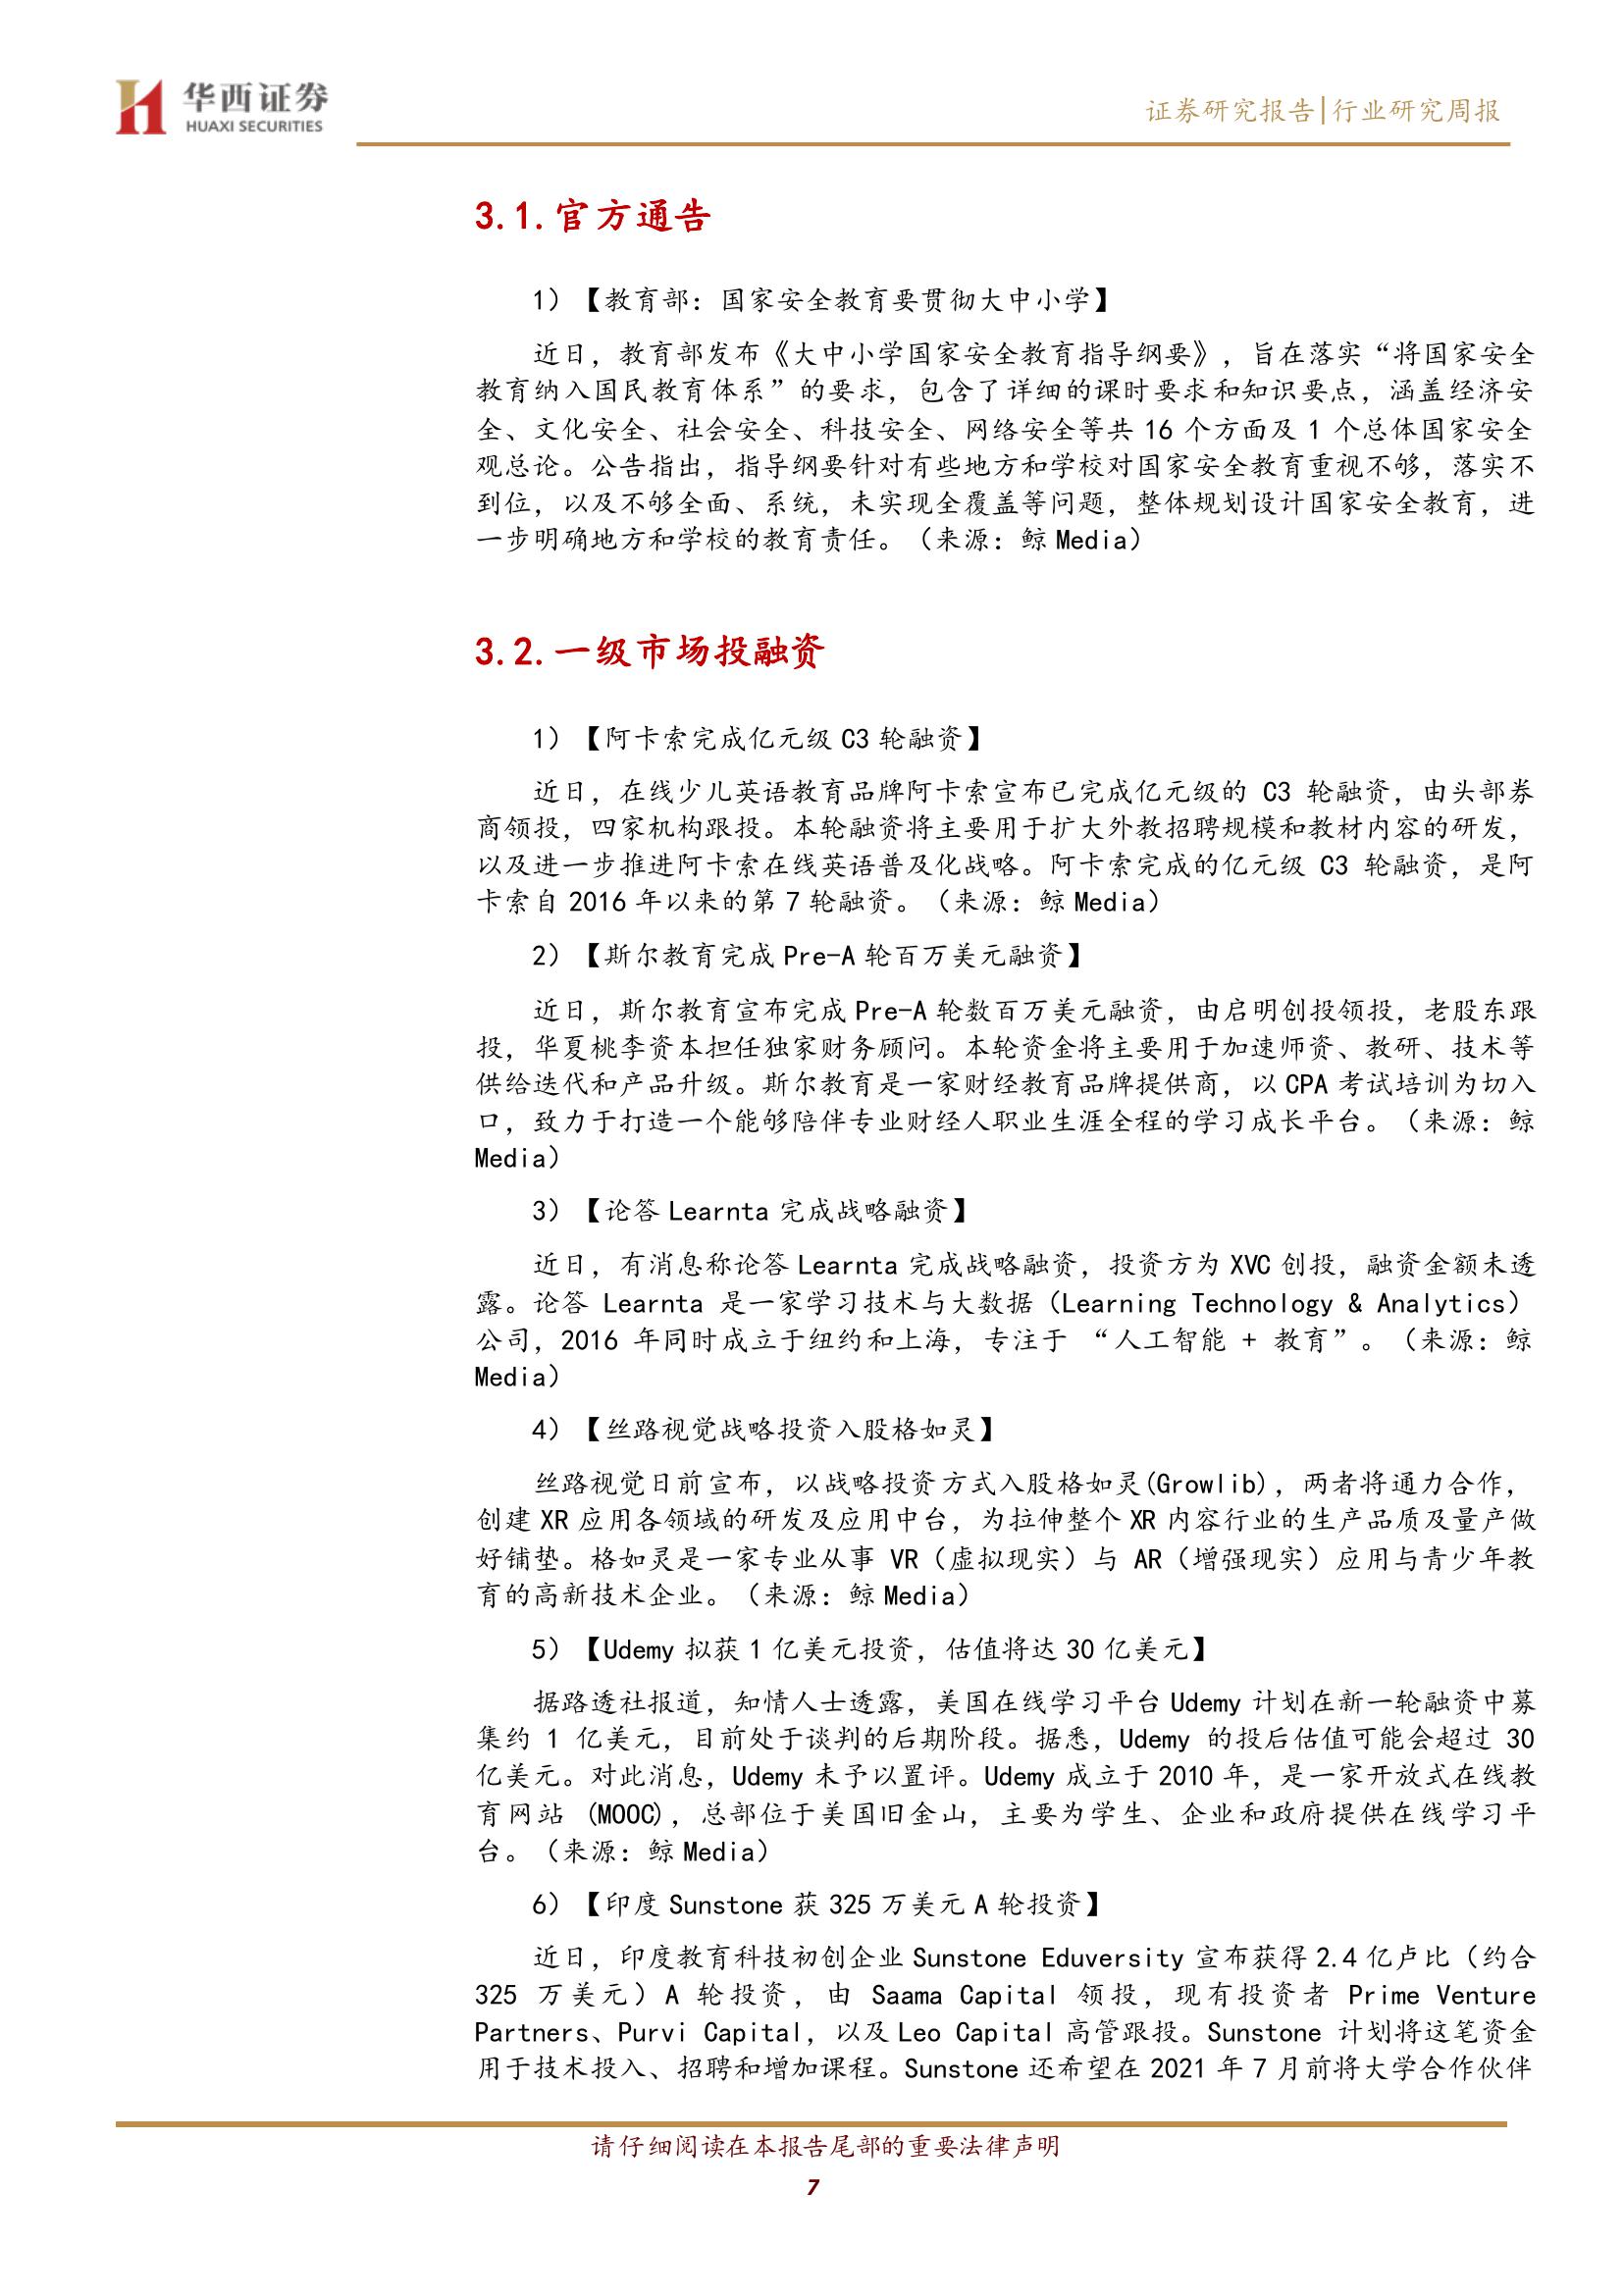 华西证券
HUAXI SECURITIES
证券研究报告|行业研究周报
3.1.官方通告
1）【教育部：国家安全教育要贯彻大中小学】
近日，教育部发布《大中小学国家安全教育指导纲要》，旨在落实“将国家安全
教育纳入国民教育体系”的要求，包含了详细的课时要求和知识要点，涵盖经济安
全、文化安全、社会安全、科技安全、网络安全等共 16 个方面及 1 个总体国家安全
观总论。公告指出，指导纲要针对有些地方和学校对国家安全教育重视不够，落实不
到位，以及不够全面、系统，未实现全覆盖等问题，整体规划设计国家安全教育，进
一步明确地方和学校的教育责任。（来源：鲸 Media）
3.2.一级市场投融资
1）【阿卡索完成亿元级 C3 轮融资】
近日，在线少儿英语教育品牌阿卡索宣布已完成亿元级的 C3 轮融资，由头部券
商领投，四家机构跟投。本轮融资将主要用于扩大外教招聘规模和教材内容的研发，
以及进一步推进阿卡索在线英语普及化战略。阿卡索完成的亿元级 C3 轮融资，是阿
卡索自 2016 年以来的第 7 轮融资。（来源：鲸 Media）
2）【斯尔教育完成 Pre-A 轮百万美元融资】
近日，斯尔教育宣布完成 Pre-A 轮数百万美元融资，由启明创投领投，老股东跟
投，华夏桃李资本担任独家财务顾问。本轮资金将主要用于加速师资、教研、技术等
供给迭代和产品升级。斯尔教育是一家财经教育品牌提供商，以 CPA 考试培训为切入
口，致力于打造一个能够陪伴专业财经人职业生涯全程的学习成长平台。（来源：鲸
Media）
3）【论答 Learnta 完成战略融资】
近日，有消息称论答 Learnta 完成战略融资，投资方为 XVC 创投，融资金额未透
露。论答 Learnta 是一家学习技术与大数据（Learning Technology & Analytics）
公司，2016 年同时成立于纽约和上海，专注于 “人工智能 + 教育”。（来源：鲸
Media）
4）【丝路视觉战略投资入股格如灵】
丝路视觉日前宣布，以战略投资方式入股格如灵(Growlib)，两者将通力合作，
创建 XR 应用各领域的研发及应用中台，为拉伸整个 XR 内容行业的生产品质及量产做
好铺垫。格如灵是一家专业从事 VR（虚拟现实）与 AR（增强现实）应用与青少年教
育的高新技术企业。（来源：鲸 Media）
5）【Udemy 拟获 1 亿美元投资，估值将达 30 亿美元】
据路透社报道，知情人士透露，美国在线学习平台 Udemy 计划在新一轮融资中募
集约 1 亿美元，目前处于谈判的后期阶段。据悉，Udemy 的投后估值可能会超过 30
亿美元。对此消息，Udemy 未予以置评。Udemy 成立于 2010 年，是一家开放式在线教
育网站 (MOOC)，总部位于美国旧金山，主要为学生、企业和政府提供在线学习平
台。（来源：鲸 Media）
6）【印度 Sunstone 获 325 万美元 A 轮投资】
近日，印度教育科技初创企业 Sunstone Eduversity 宣布获得 2.4 亿卢比（约合
325 万美元）A 轮投资，由 Saama Capital 领投，现有投资者 Prime Venture
Partners、Purvi Capital，以及 Leo Capital 高管跟投。Sunstone 计划将这笔资金
用于技术投入、招聘和增加课程。Sunstone 还希望在 2021 年 7 月前将大学合作伙伴
请仔细阅读在本报告尾部的重要法律声明
7